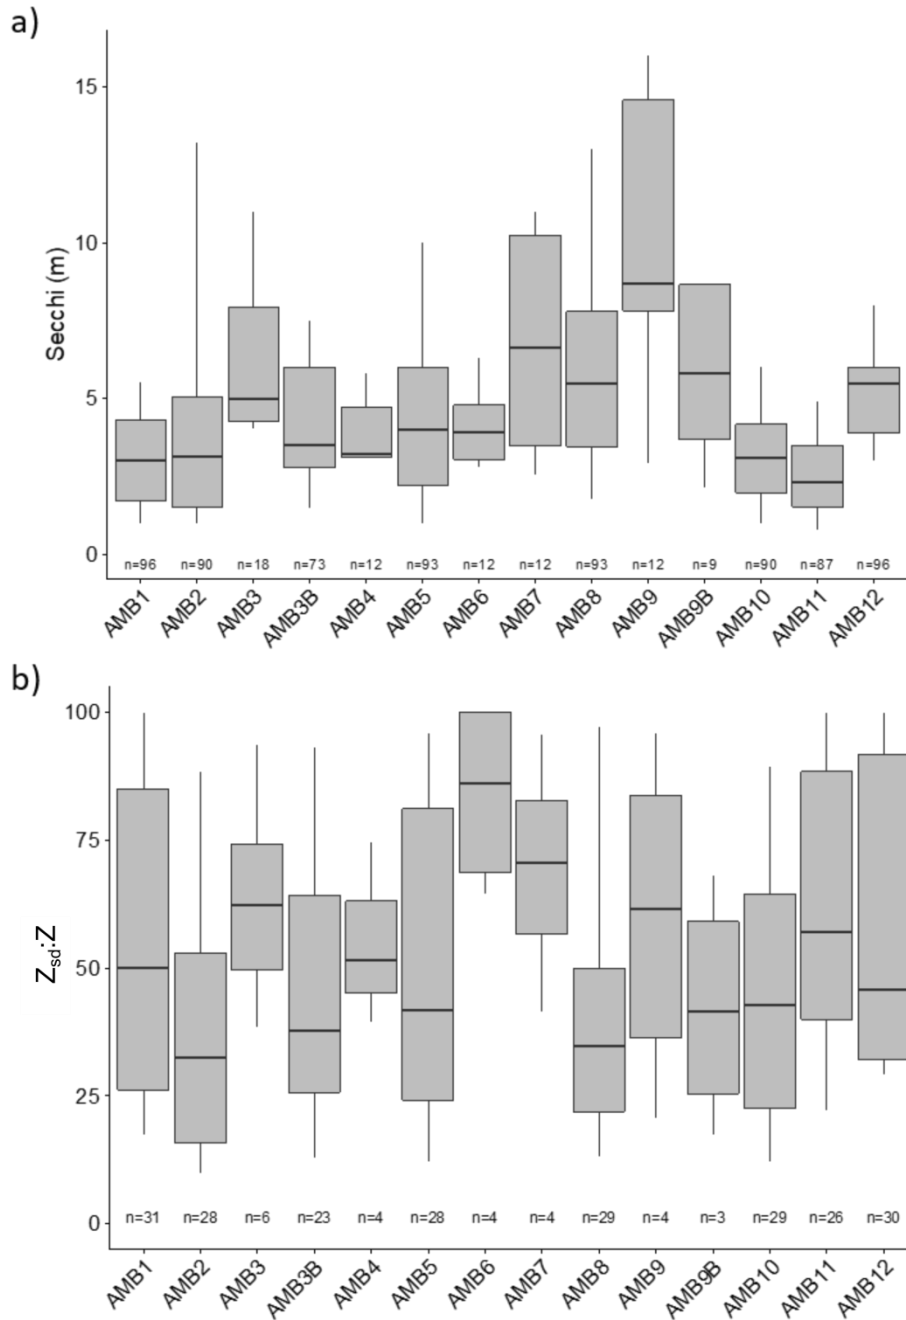 a)
15
10
5
0
Secchi (m)
n=96 n=90 n=18 n=73 n=12 n=93 n=12 n=12 n=93 n=12 n=9 n=90 n=87 n=96
AMB1 AMB2 AMB3 AMB3B AMB4 AMB5 AMB6 AMB7 AMB8 AMB9 AMB9B AMB10 AMB11 AMB12
b)
100
75
50
25
0
Zsd:Z
n=31 n=28 n=6 n=23 n=4 n=28 n=4 n=4 n=29 n=4 n=3 n=29 n=26 n=30
AMB1 AMB2 AMB3 AMB3B AMB4 AMB5 AMB6 AMB7 AMB8 AMB9 AMB9B AMB10 AMB11 AMB12